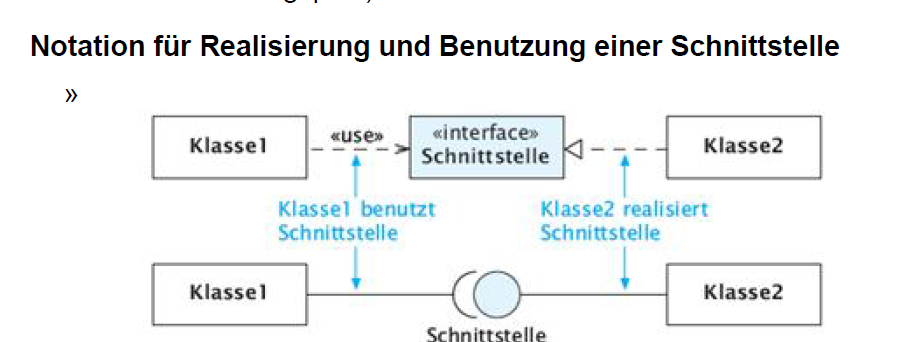 Notation für Realisierung und Benutzung einer Schnittstelle
»
Klasse1
«use»
«interface»
Schnittstelle
Klasse2
Klasse1 benutzt
Schnittstelle
Klasse2 realisiert
Schnittstelle
Klasse1
Klasse2
Schnittstelle